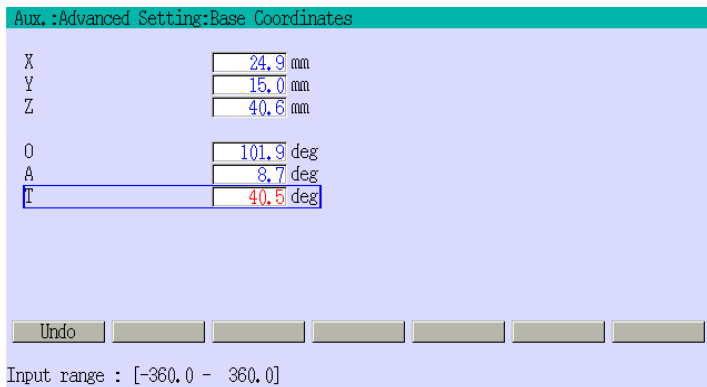 Aux.:Advanced Setting:Base Coordinates
X 24.9 mm
Y 15.0 mm
Z 40.6 mm
O 101.9 deg
A 8.7 deg
T 40.5 deg
Undo
Input range : [-360.0 - 360.0]